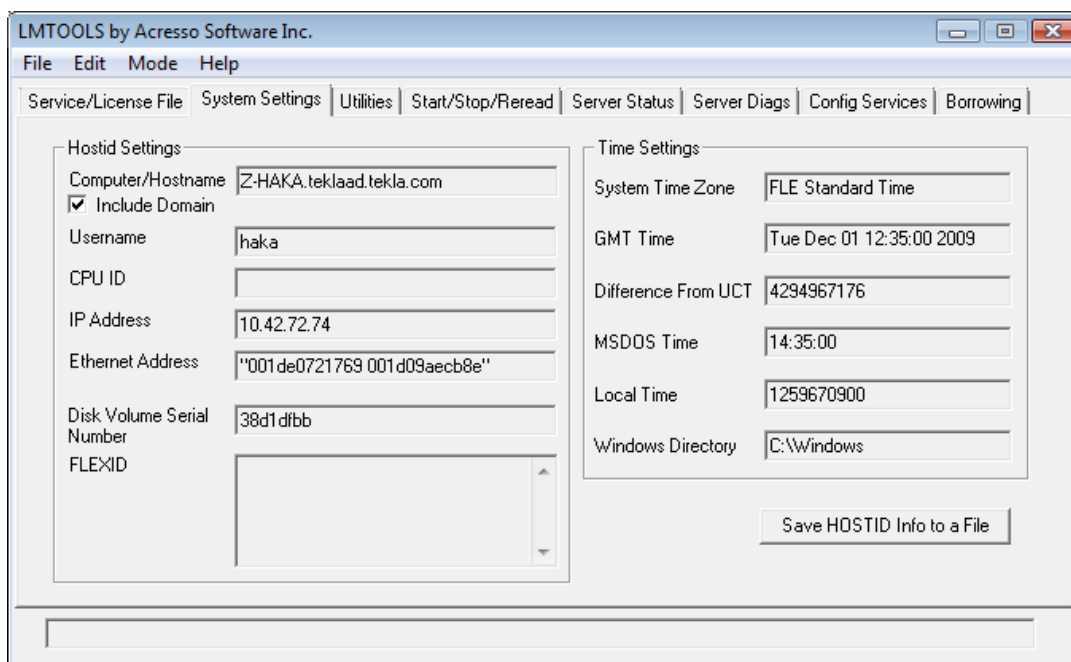 LMTOOLS by Acresso Software Inc.
File Edit Mode Help
Service/License File System Settings Utilities Start/Stop/Reread Server Status Server Diags Config Services Borrowing
Hostid Settings
Computer/Hostname Z-HAKA.teklaad.tekla.com
Include Domain
Username haka
CPU ID
IP Address 10.42.72.74
Ethernet Address "001de0721769 001d09aecb8e"
Disk Volume Serial
Number 38d1dfbb
FLEXID
Time Settings
System Time Zone FLE Standard Time
GMT Time Tue Dec 01 12:35:00 2009
Difference From UCT 4294967176
MSDOS Time 14:35:00
Local Time 1259670900
Windows Directory C:\Windows
Save HOSTID Info to a File